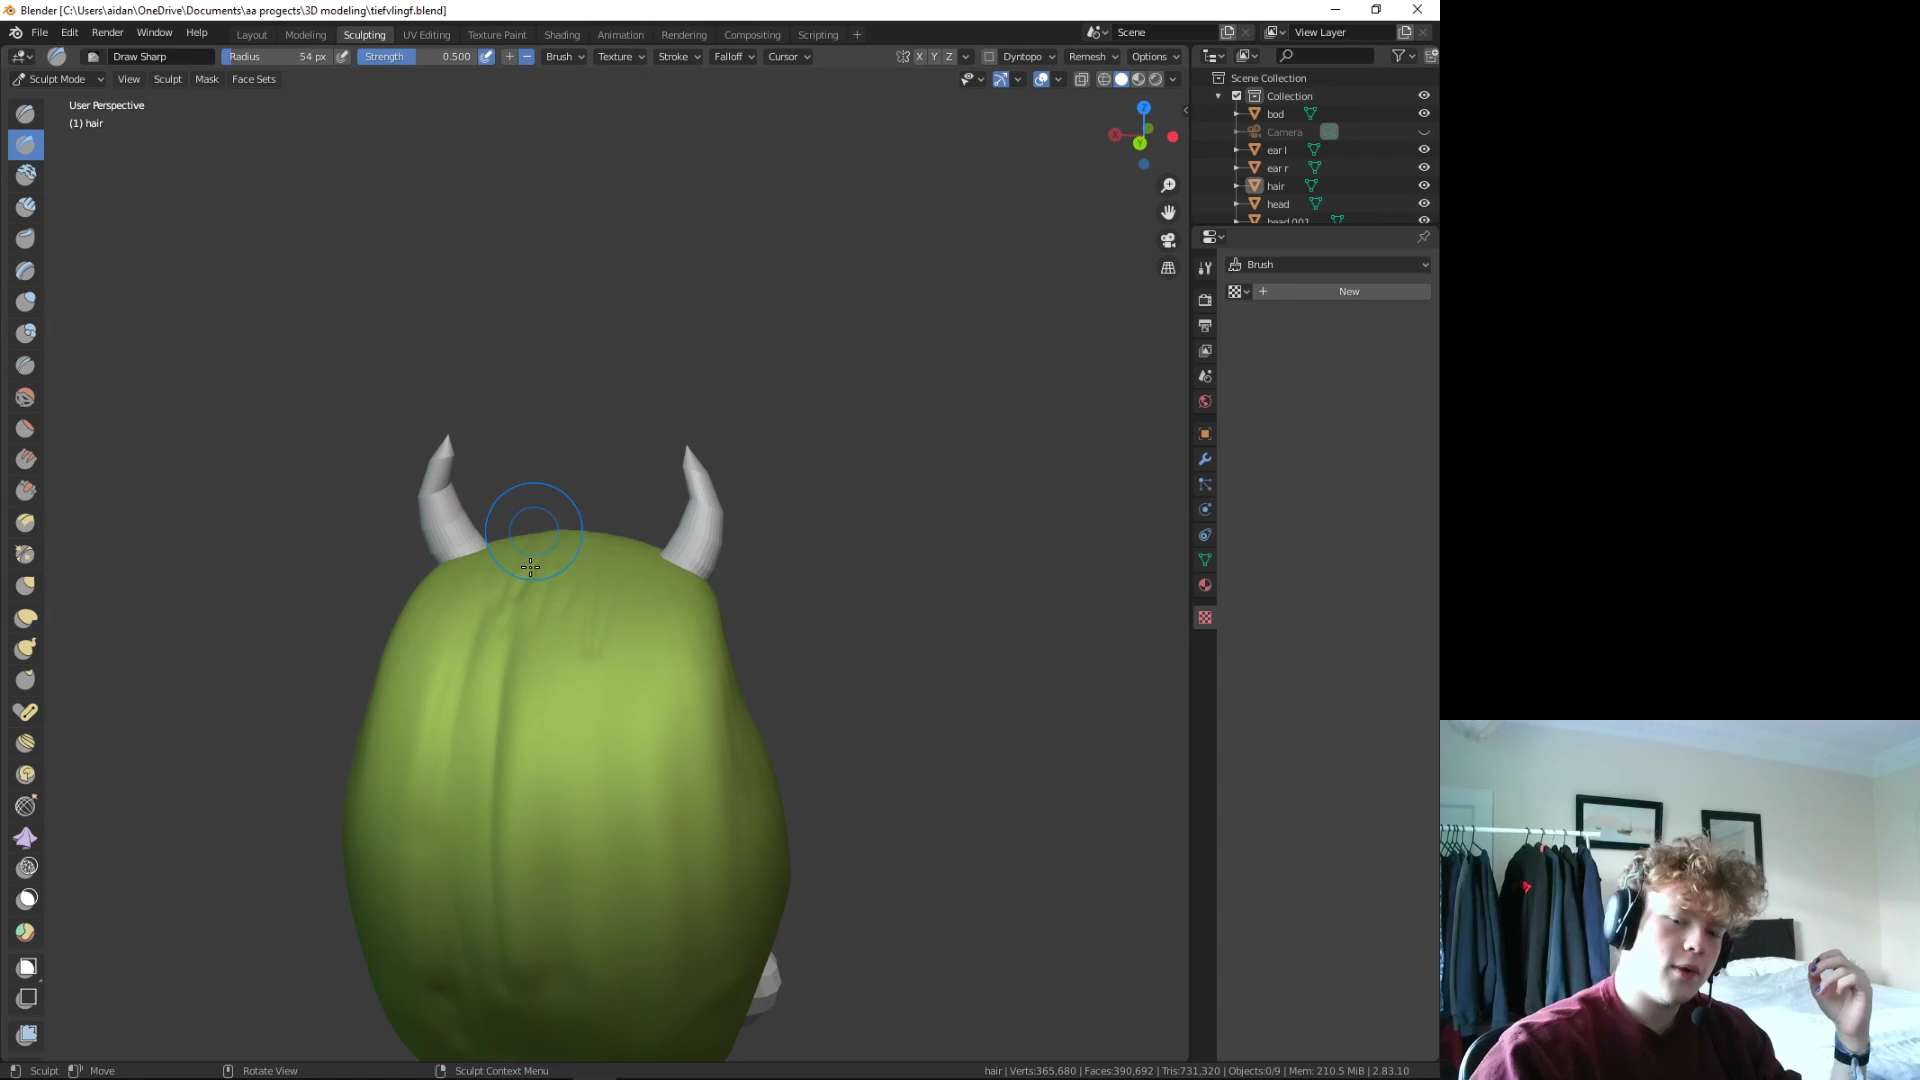 Blender [C:\Users\aidan\OneDrive\Documents\aa progects\3D modeling\tiefvlingf.blend]
File Edit Render Window Help
Layout Modeling Sculpting UV Editing Texture Paint Shading Animation Rendering Compositing Scripting +
Scene
View Layer
Draw Sharp
Radius 54 px
Strength 0.500
Brush Texture Stroke Falloff Cursor
X Y Z
Dyntopo Remesh Options
Sculpt Mode View Sculpt Mask Face Sets
User Perspective
(1) hair
Z
X
Y
Scene Collection
Collection
bod
Camera
ear l
ear r
hair
head
head.001
Brush
New
Sculpt Move Rotate View Sculpt Context Menu
hair | Verts:365,680 | Faces:390,692 | Tris:731,320 | Objects:0/9 | Mem: 210.5 MiB | 2.83.10